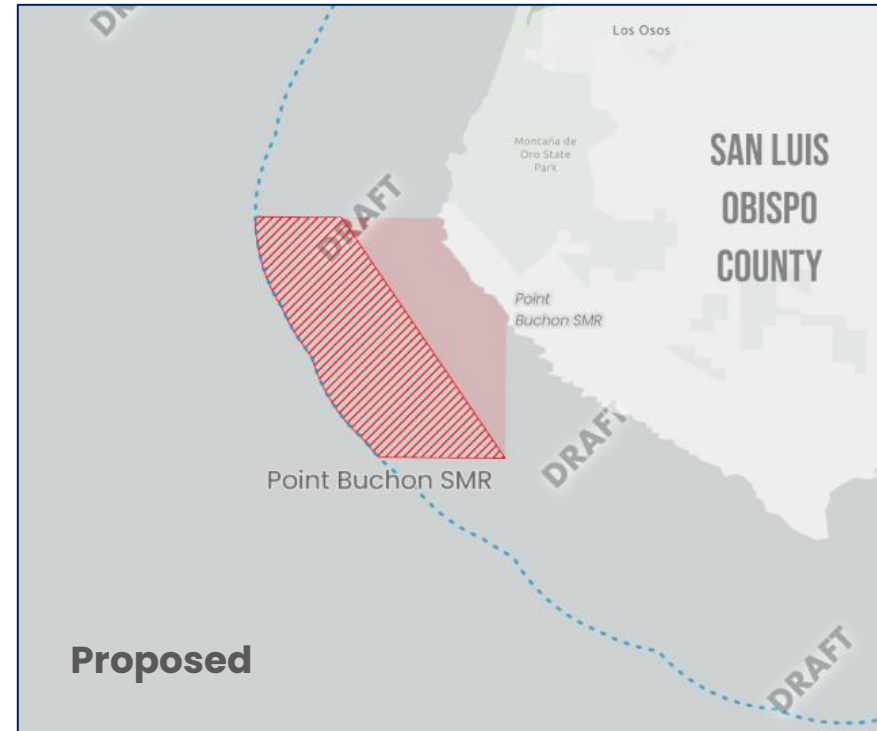 DRAFT
Los Osos
Montaña de
Oro State
Park
SAN LUIS
OBISPO
COUNTY
DRAFT
Point
Buchon SMR
DRAFT
Point Buchon SMR
Proposed
DRAFT